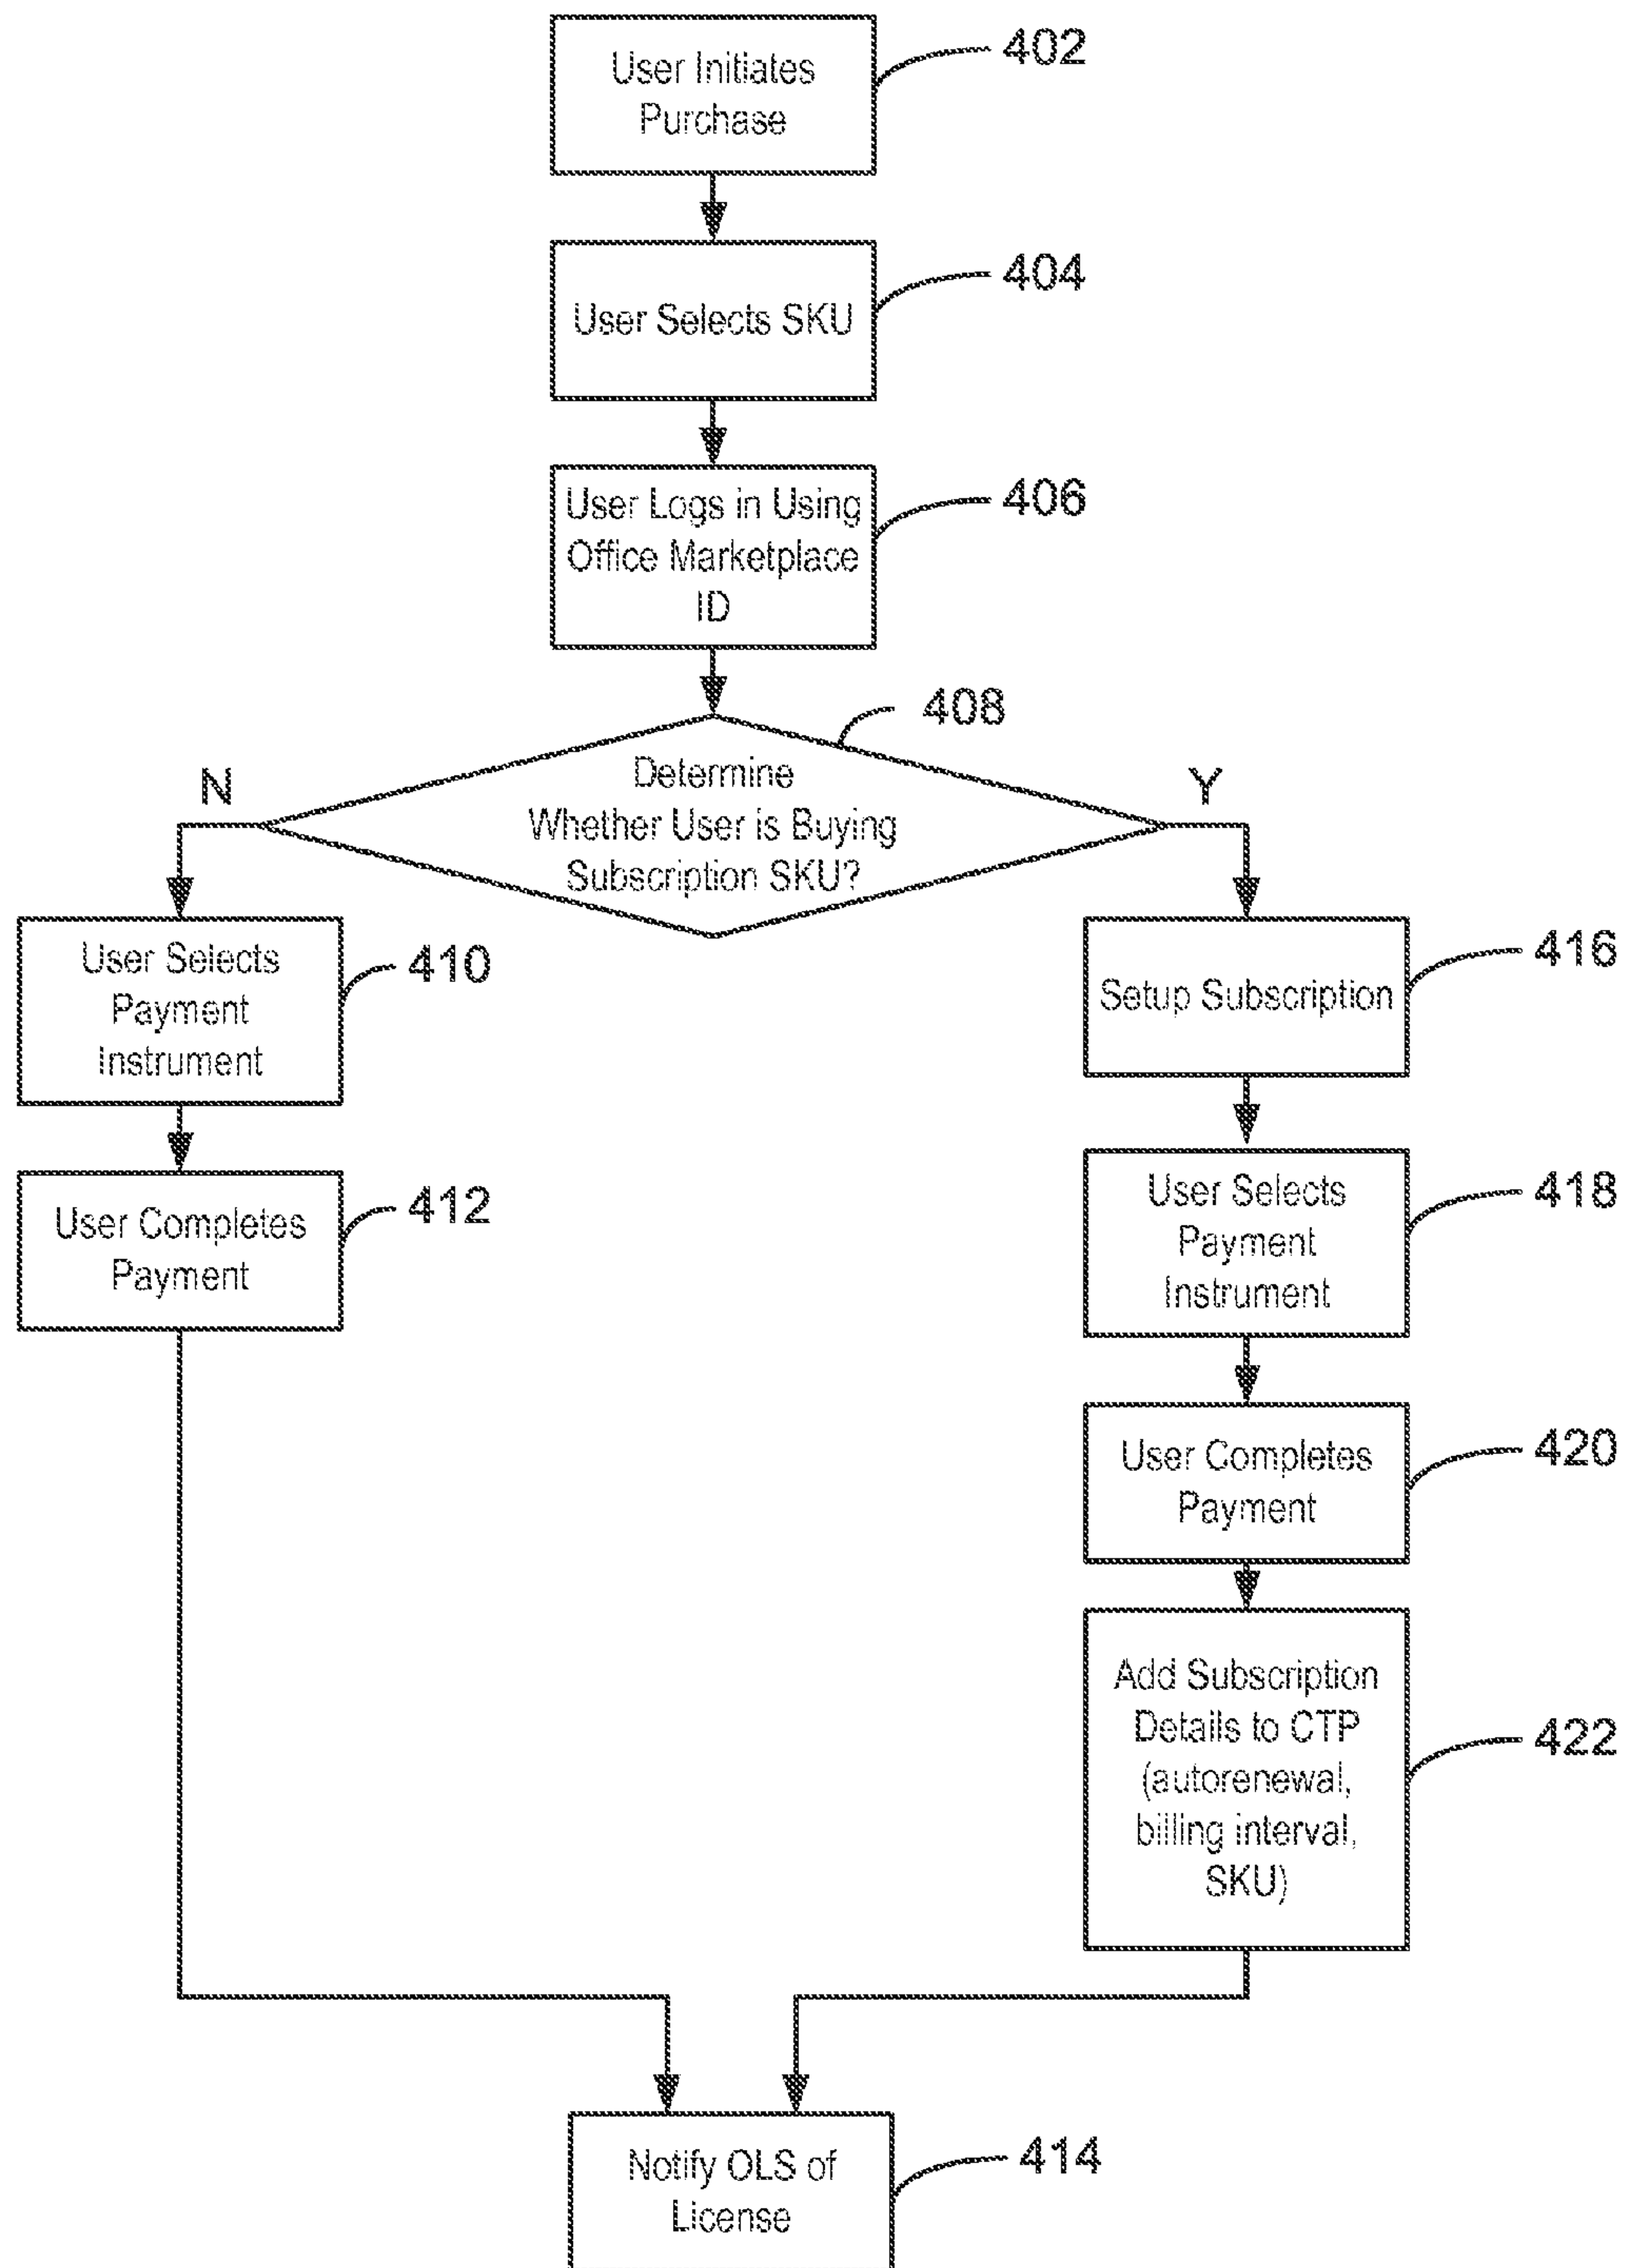 User Initiates
Purchase
402
User Selects SKU
404
User Logs in Using
Office Marketplace
ID
406
408
Determine
Whether User is Buying
Subscription SKU?
N
Y
User Selects
Payment
Instrument
410
User Completes
Payment
412
Setup Subscription
416
User Selects
Payment
Instrument
418
User Completes
Payment
420
Add Subscription
Details to CTP
(autorenewal,
billing interval,
SKU)
422
Notify OLS of
License
414